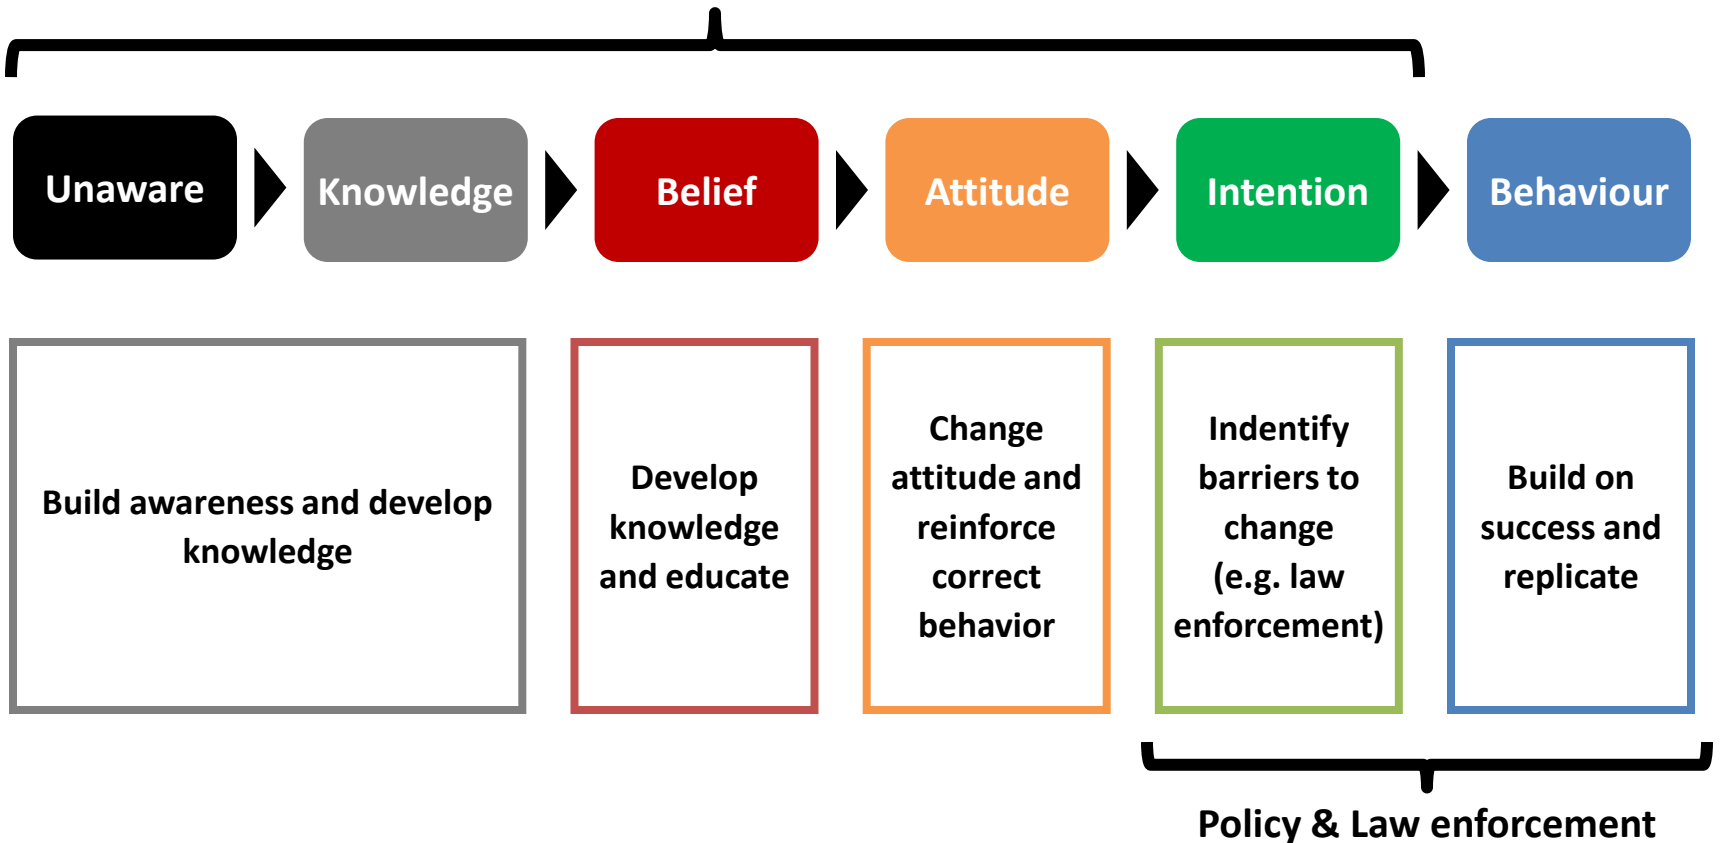 Unaware
Knowledge
Belief
Attitude
Intention
Behaviour
Build awareness and develop
knowledge
Develop
knowledge
and educate
Change
attitude and
reinforce
correct
behavior
Indentify
barriers to
change
(e.g. law
enforcement)
Build on
success and
replicate
Policy & Law enforcement